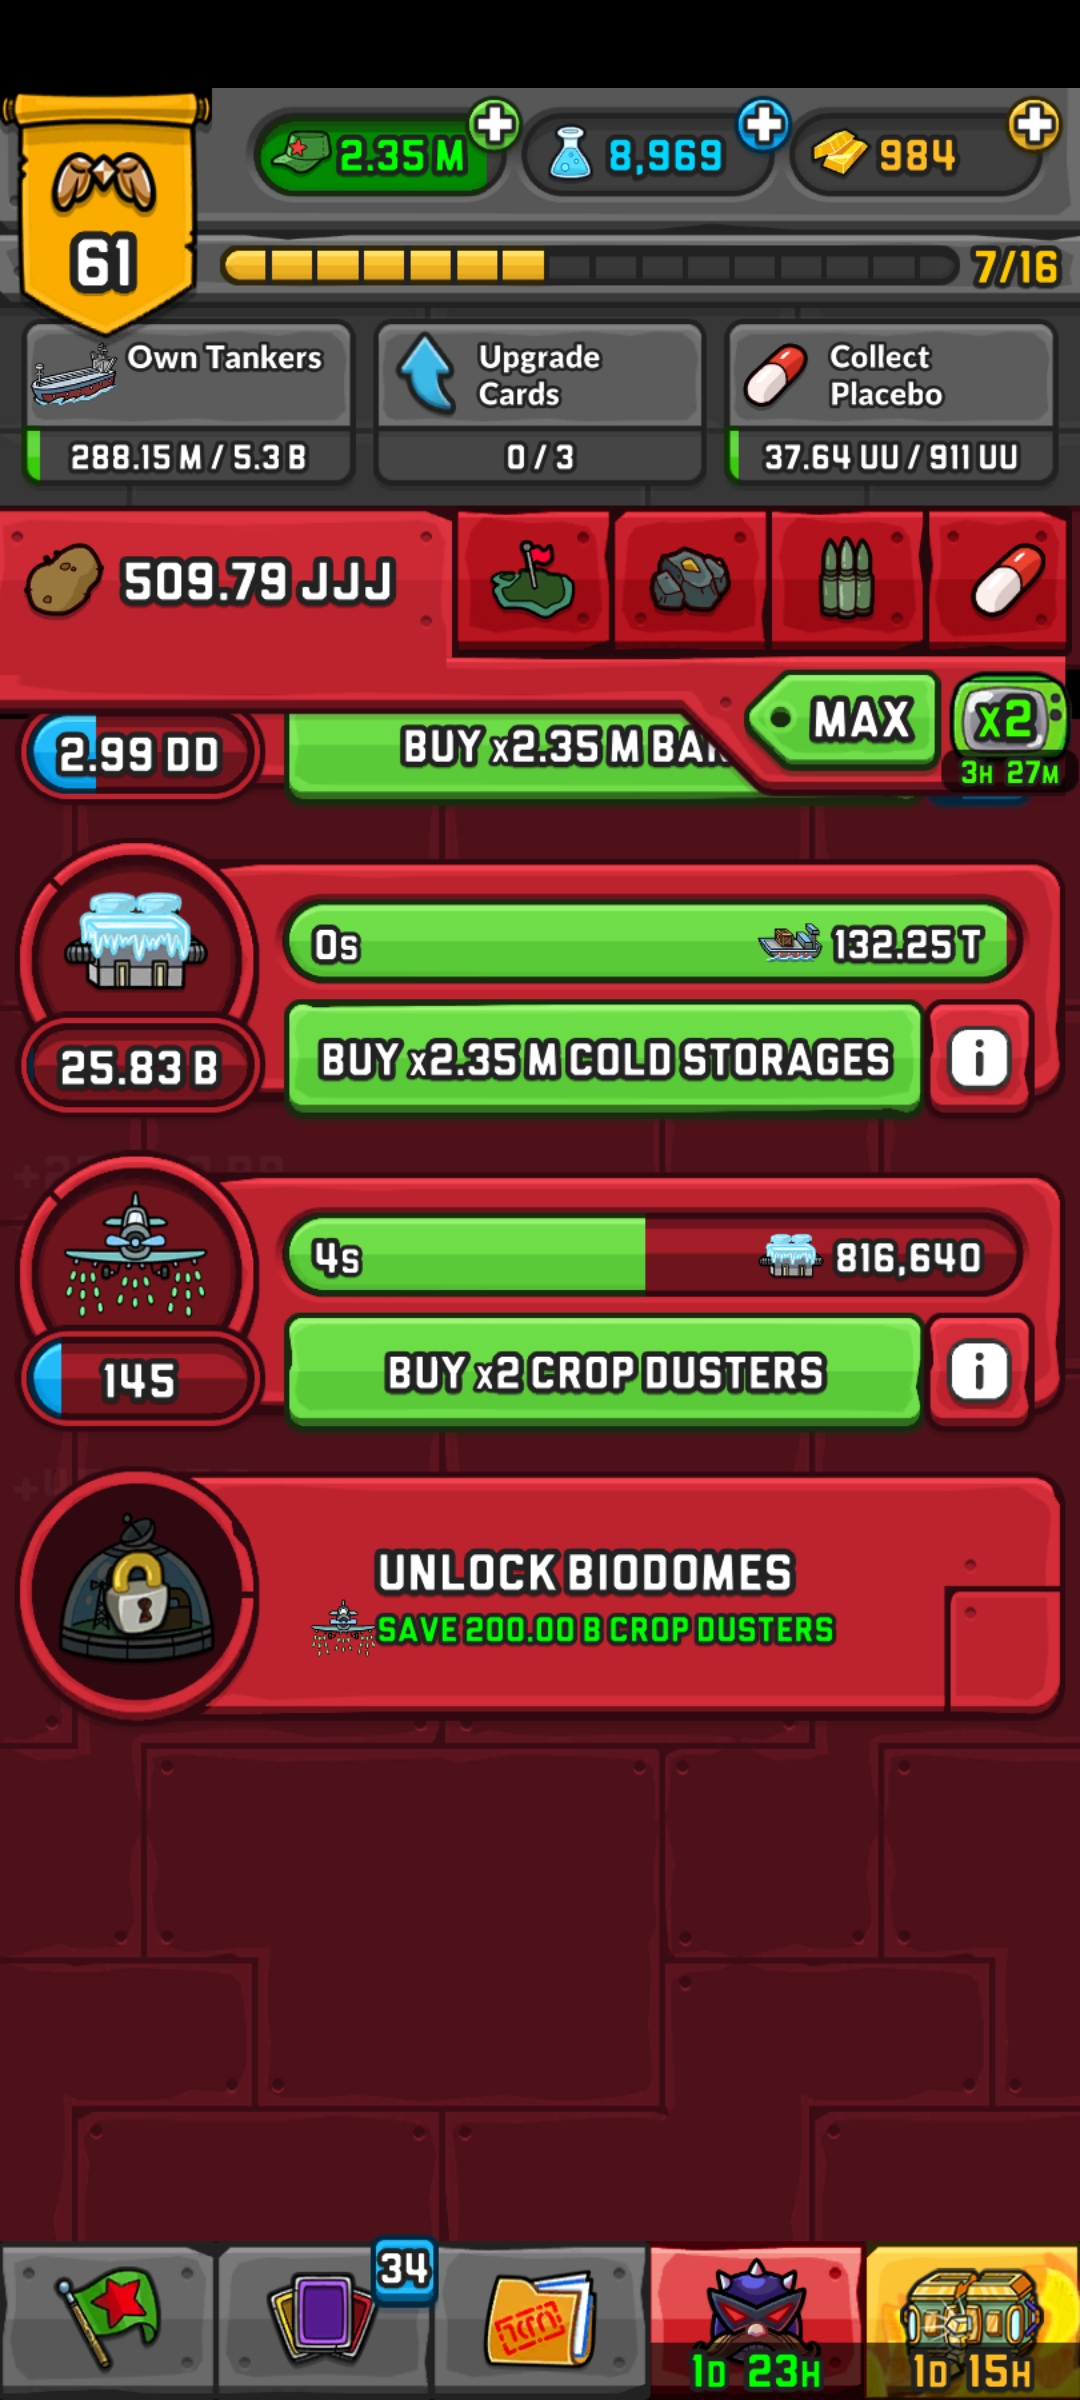 2.35 M
8,969
984
61
7/16
Own Tankers
288.15 M / 5.3 B
Upgrade
Cards
0 / 3
Collect
Placebo
37.64 UU / 911 UU
509.79 JJJ
MAX
x2
3H 27M
2.99 DD
BUY x2.35 M
0s
132.25 T
25.83 B
BUY x2.35 M COLD STORAGES
i
4s
816,640
145
BUY x2 CROP DUSTERS
i
UNLOCK BIODOMES
SAVE 200.00 B CROP DUSTERS
34
1D 23H
1D 15H